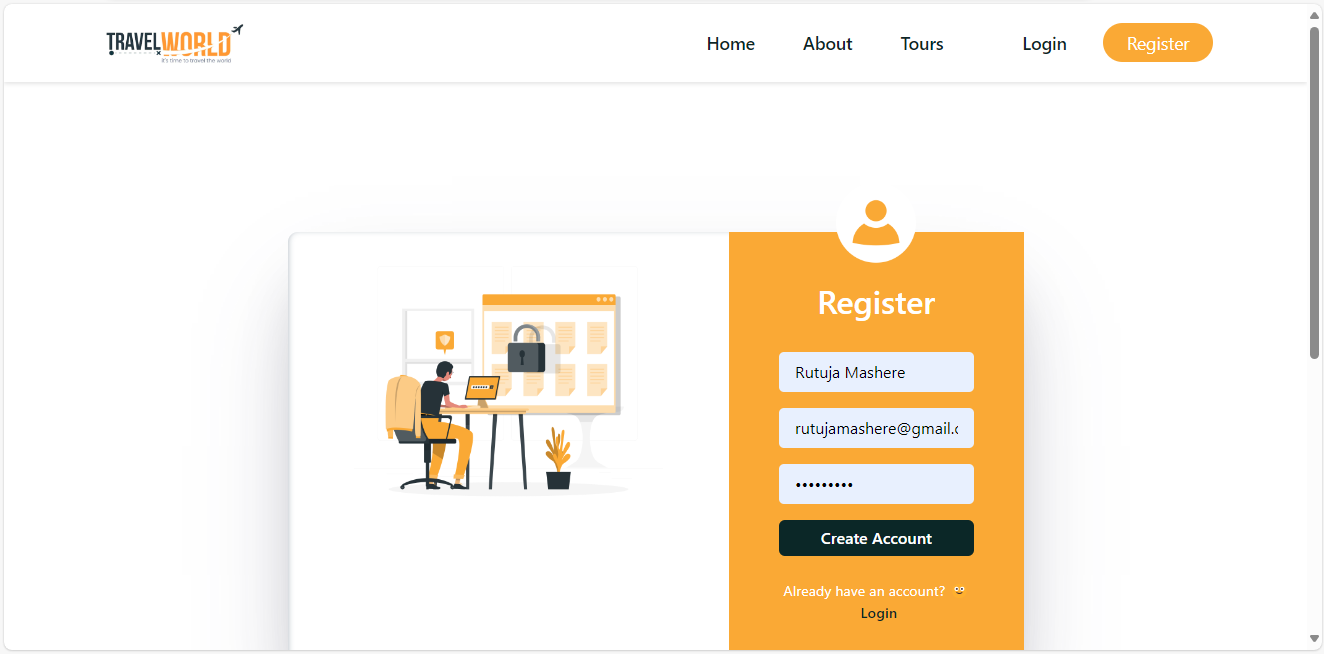 TRAVELWORLD
It's time to travel the world
Home
About
Tours
Login
Register
Register
Rutuja Mashere
rutujamashere@gmail.c
•••••••••
Create Account
Already have an account?
Login